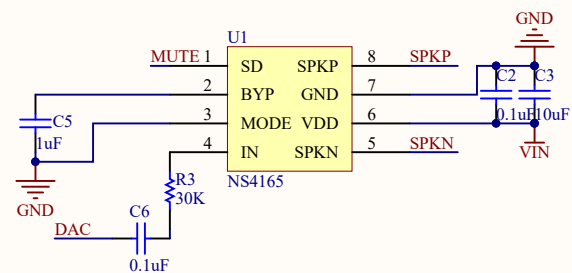 GND
U1
MUTE 1 SD SPKP 8 SPKP
2 BYP GND 7
3 MODE VDD 6
4 IN SPKN 5 SPKN
C2 C3
0.1uF 10uF
VIN
C5
1uF
GND
R3
30K
NS4165
C6
DAC
0.1uF